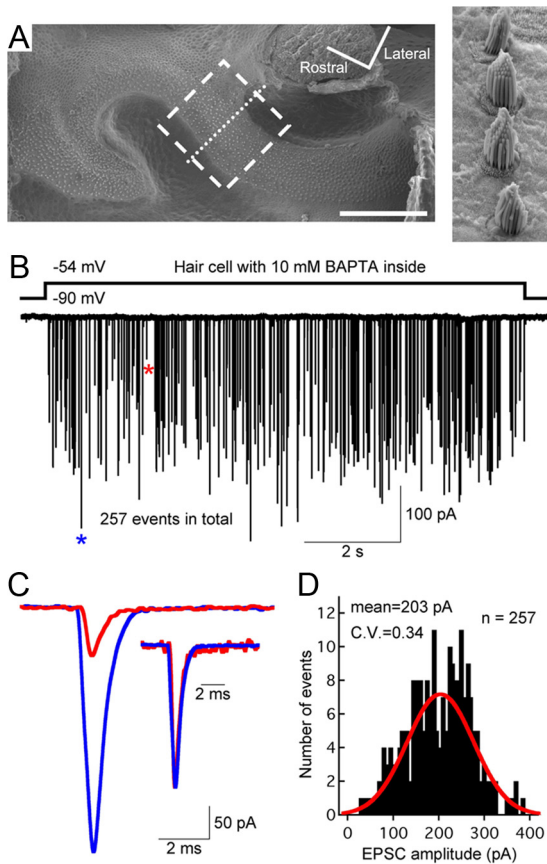 A
Rostral
Lateral
B
-54 mV
Hair cell with 10 mM BAPTA inside
-90 mV
*
257 events in total
*
100 pA
2 s
C
2 ms
50 pA
2 ms
D
mean=203 pA
C.V.=0.34
n = 257
Number of events
12
10
8
6
4
2
0
0 100 200 300 400
EPSC amplitude (pA)